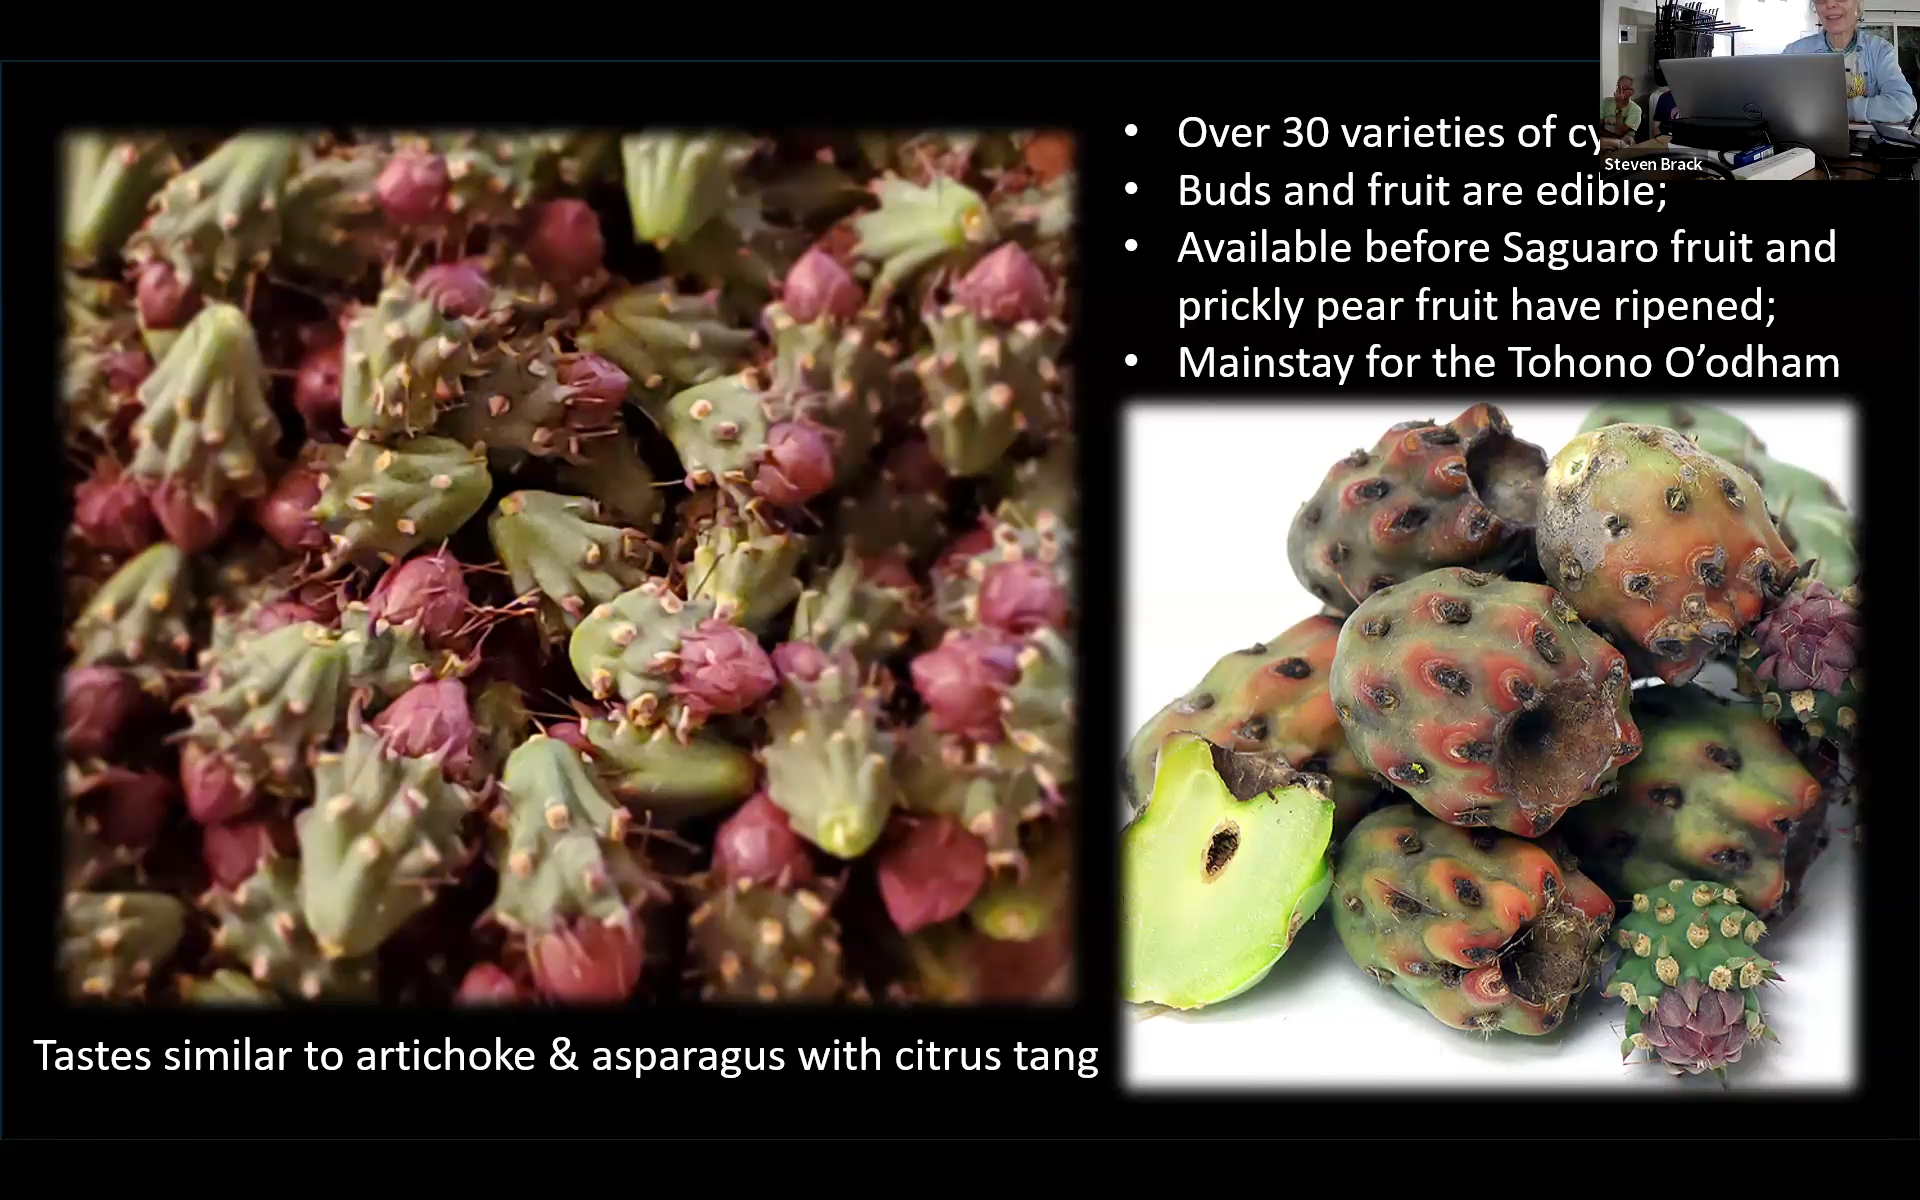 • Over 30 varieties of cy
Steven Brack
• Buds and fruit are edible;
• Available before Saguaro fruit and
prickly pear fruit have ripened;
• Mainstay for the Tohono O’odham
Tastes similar to artichoke & asparagus with citrus tang